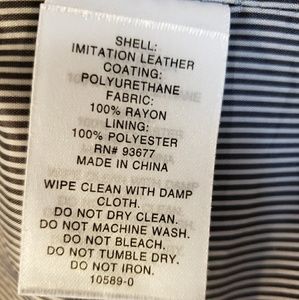 SHELL:
IMITATION LEATHER
COATING:
POLYURETHANE
FABRIC:
100% RAYON
LINING:
100% POLYESTER
RN# 93677
MADE IN CHINA
WIPE CLEAN WITH DAMP
CLOTH.
DO NOT DRY CLEAN.
DO NOT MACHINE WASH.
DO NOT BLEACH.
DO NOT TUMBLE DRY.
DO NOT IRON.
10589-0